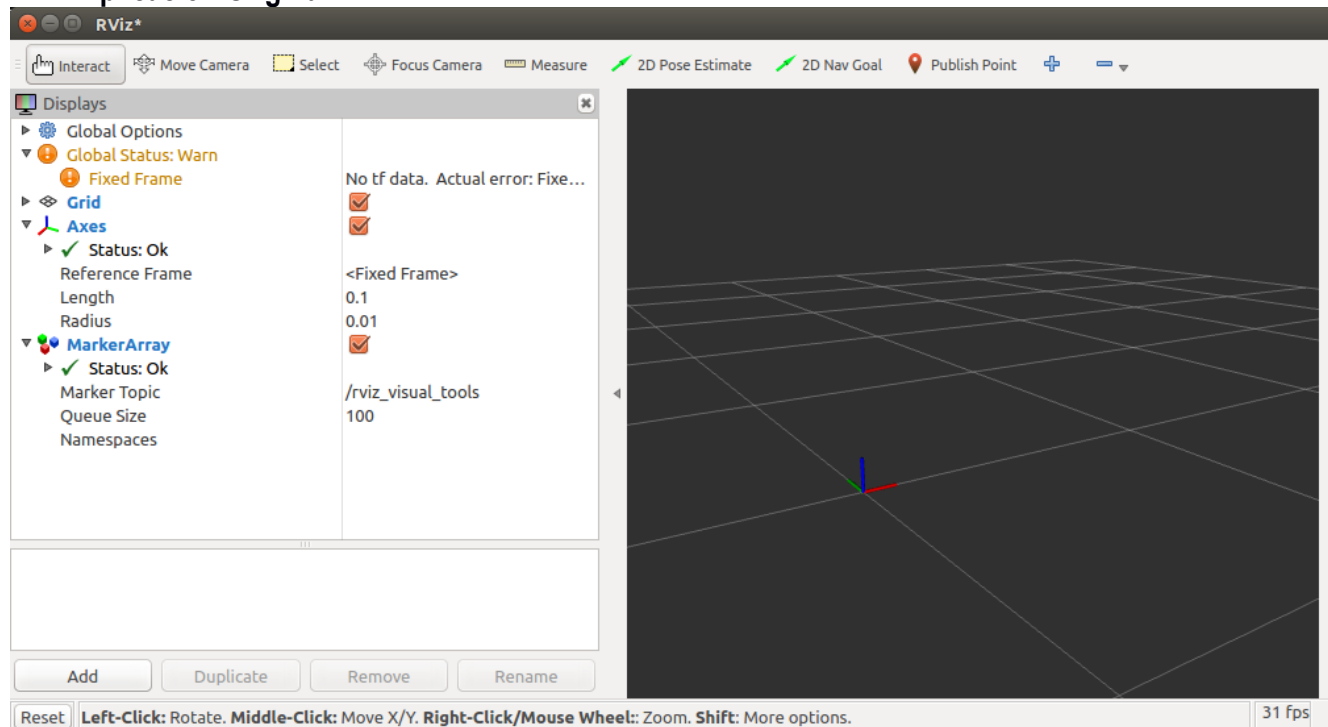 RViz*
Interact Move Camera Select Focus Camera Measure 2D Pose Estimate 2D Nav Goal Publish Point
Displays
Global Options
Global Status: Warn
Fixed Frame No tf data. Actual error: Fixe...
Grid
Axes
Status: Ok
Reference Frame <Fixed Frame>
Length 0.1
Radius 0.01
MarkerArray
Status: Ok
Marker Topic /rviz_visual_tools
Queue Size 100
Namespaces
Add Duplicate Remove Rename
Reset Left-Click: Rotate. Middle-Click: Move X/Y. Right-Click/Mouse Wheel:: Zoom. Shift: More options. 31 fps